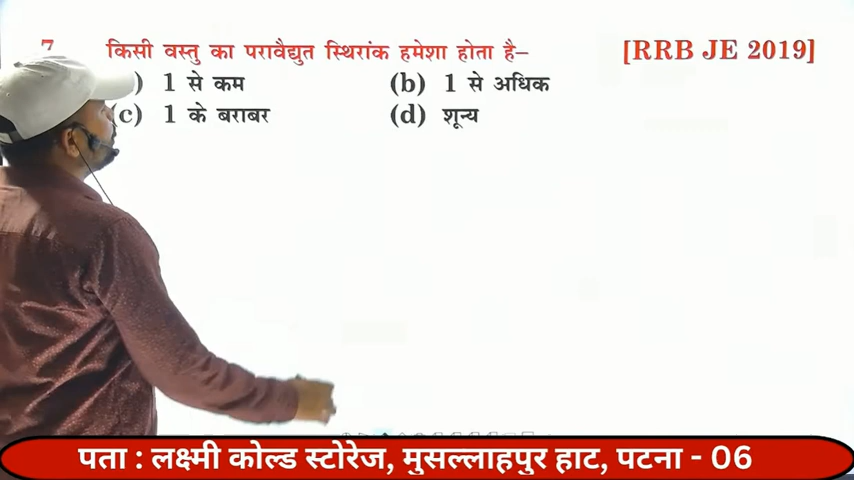 7 किसी वस्तु का परावैद्युत स्थिरांक हमेशा होता है– [RRB JE 2019]
) 1 से कम (b) 1 से अधिक
(c) 1 के बराबर (d) शून्य
पता : लक्ष्मी कोल्ड स्टोरेज, मुसल्लाहपुर हाट, पटना - 06